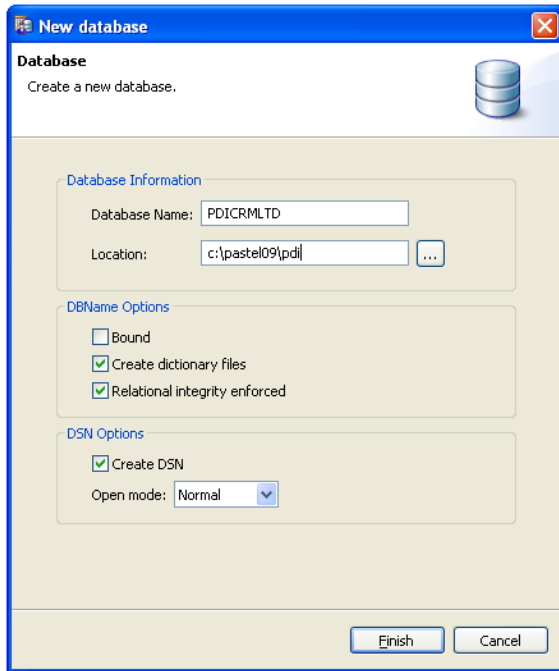 New database
Database
Create a new database.
Database Information
Database Name: PDICRMLTD
Location: c:\pastel09\pdi ...
DBName Options
Bound
Create dictionary files
Relational integrity enforced
DSN Options
Create DSN
Open mode: Normal
Finish Cancel